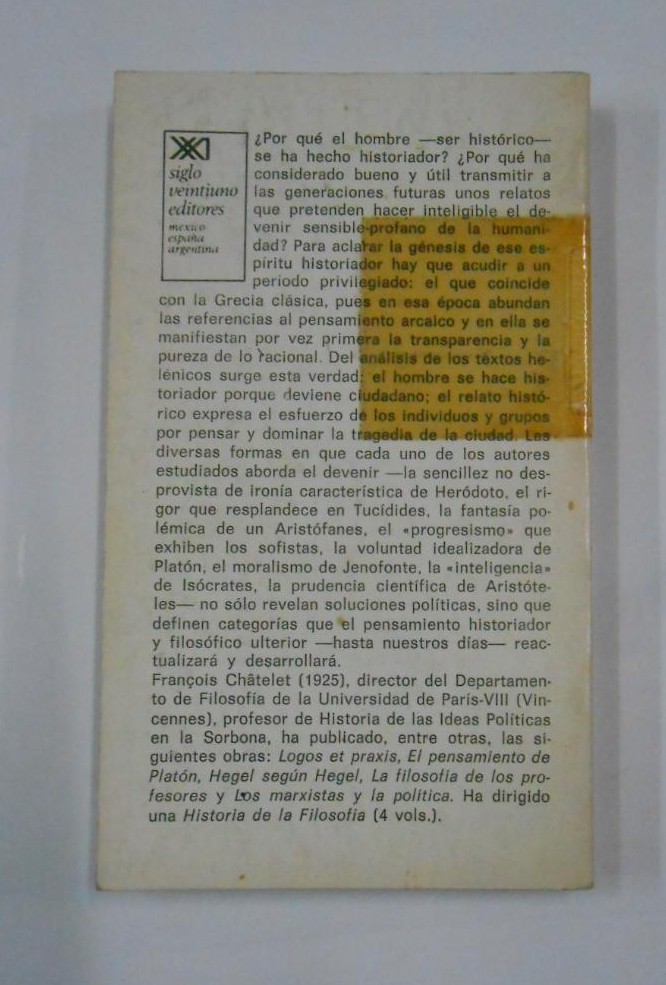 siglo
veintiuno
editores
mexico
españa
argentina
¿Por qué el hombre —ser histórico—
se ha hecho historiador? ¿Por qué ha
considerado bueno y útil transmitir a
las generaciones futuras unos relatos
que pretenden hacer inteligible el de-
venir sensible-profano de la humani-
dad? Para aclarar la génesis de ese es-
píritu historiador hay que acudir a un
período privilegiado: el que coincide
con la Grecia clásica, pues en esa época abundan
las referencias al pensamiento arcaico y en ella se
manifiestan por vez primera la transparencia y la
pureza de lo racional. Del análisis de los textos he-
lénicos surge esta verdad: el hombre se hace his-
toriador porque deviene ciudadano; el relato histó-
rico expresa el esfuerzo de los individuos y grupos
por pensar y dominar la tragedia de la ciudad. Las
diversas formas en que cada uno de los autores
estudiados aborda el devenir —la sencillez no des-
provista de ironía característica de Heródoto, el ri-
gor que resplandece en Tucídides, la fantasía po-
lémica de un Aristófanes, el «progresismo» que
exhiben los sofistas, la voluntad idealizadora de
Platón, el moralismo de Jenofonte, la «inteligencia»
de Isócrates, la prudencia científica de Aristóte-
les— no sólo revelan soluciones políticas, sino que
definen categorías que el pensamiento historiador
y filosófico ulterior —hasta nuestros días— reac-
tualizará y desarrollará.
François Châtelet (1925), director del Departamen-
to de Filosofía de la Universidad de París-VIII (Vin-
cennes), profesor de Historia de las Ideas Políticas
en la Sorbona, ha publicado, entre otras, las si-
guientes obras: Logos et praxis, El pensamiento de
Platón, Hegel según Hegel, La filosofía de los pro-
fesores y Los marxistas y la política. Ha dirigido
una Historia de la Filosofía (4 vols.).